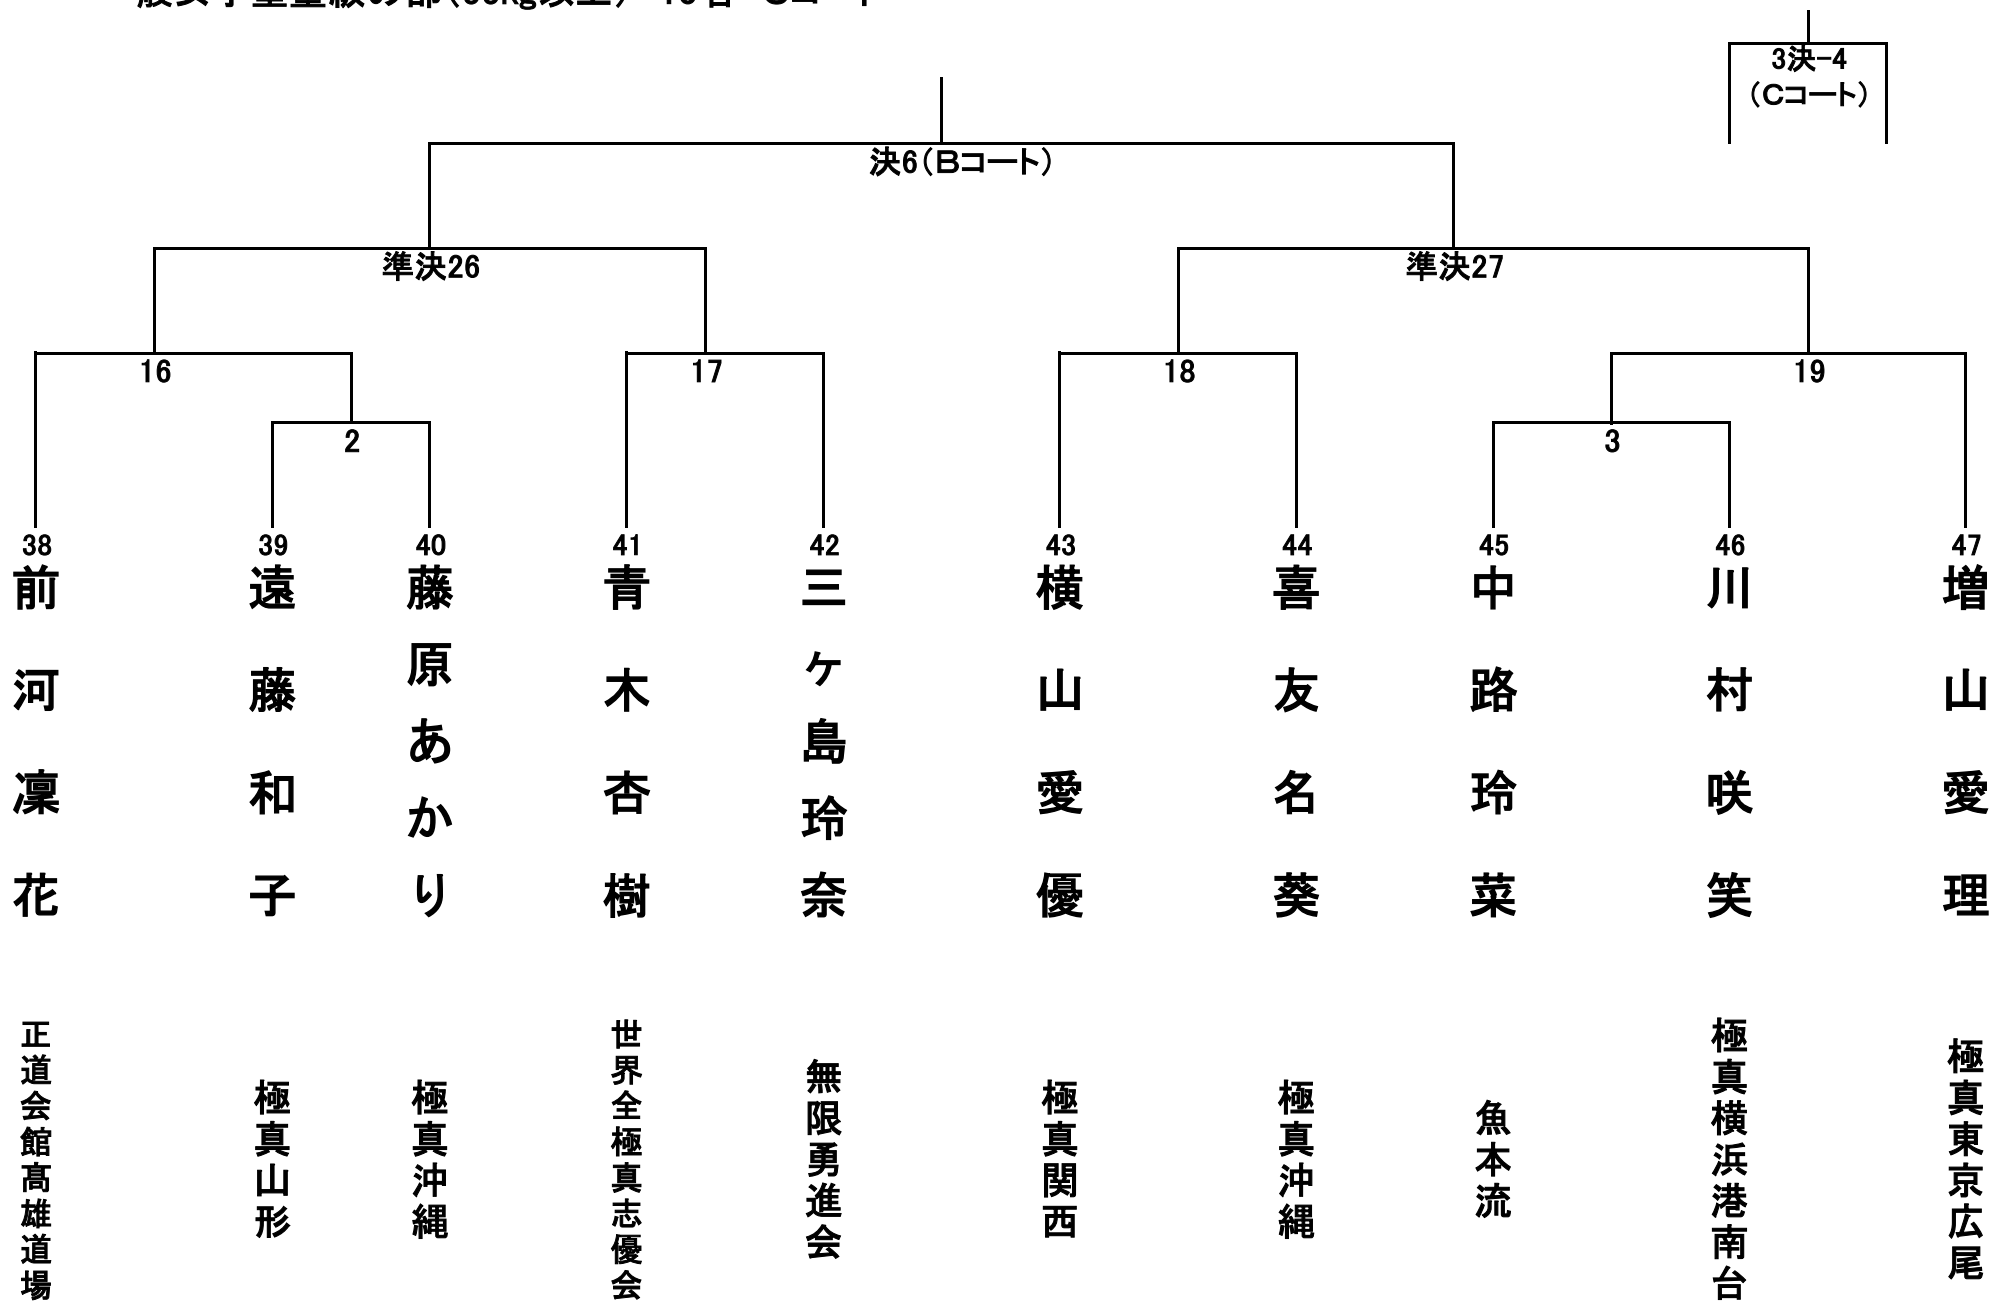 3決-4
（Cコート）
決6（Bコート）
準決26
準決27
16
17
18
19
2
3
38
39
40
41
42
43
44
45
46
47
前河凜花
遠藤和子
藤原あかり
青木杏樹
三ヶ島玲奈
横山愛優
喜友名葵
中路玲菜
川村咲笑
増山愛理
正道会館髙雄道場
極真山形
極真沖縄
世界全極真志優会
無限勇進会
極真関西
極真沖縄
魚本流
極真横浜港南台
極真東京広尾